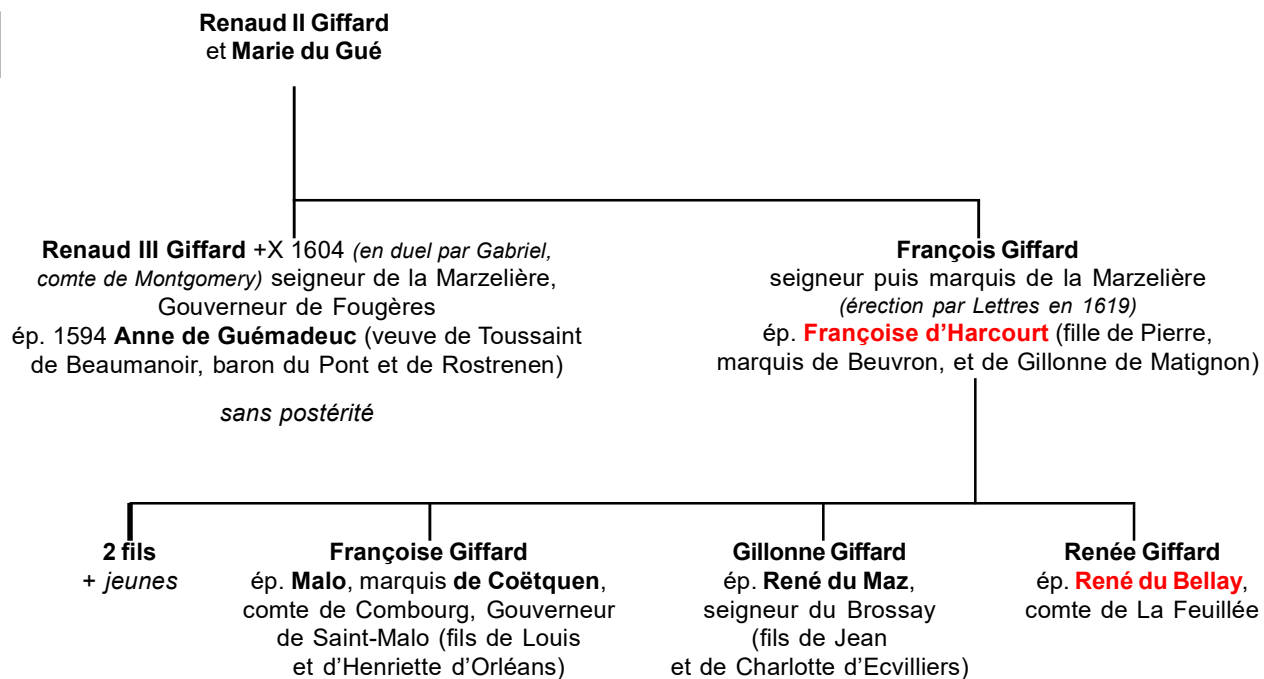 Renaud II Giffard
et Marie du Gué
Renaud III Giffard +X 1604 (en duel par Gabriel,
comte de Montgomery) seigneur de la Marzelière,
Gouverneur de Fougères
ép. 1594 Anne de Guémadeuc (veuve de Toussaint
de Beaumanoir, baron du Pont et de Rostrenen)
sans postérité
François Giffard
seigneur puis marquis de la Marzelière
(érection par Lettres en 1619)
ép. Françoise d’Harcourt (fille de Pierre,
marquis de Beuvron, et de Gillonne de Matignon)
2 fils
+ jeunes
Françoise Giffard
ép. Malo, marquis de Coëtquen,
comte de Combourg, Gouverneur
de Saint-Malo (fils de Louis
et d’Henriette d’Orléans)
Gillonne Giffard
ép. René du Maz,
seigneur du Brossay
(fils de Jean
et de Charlotte d’Ecvilliers)
Renée Giffard
ép. René du Bellay,
comte de La Feuillée